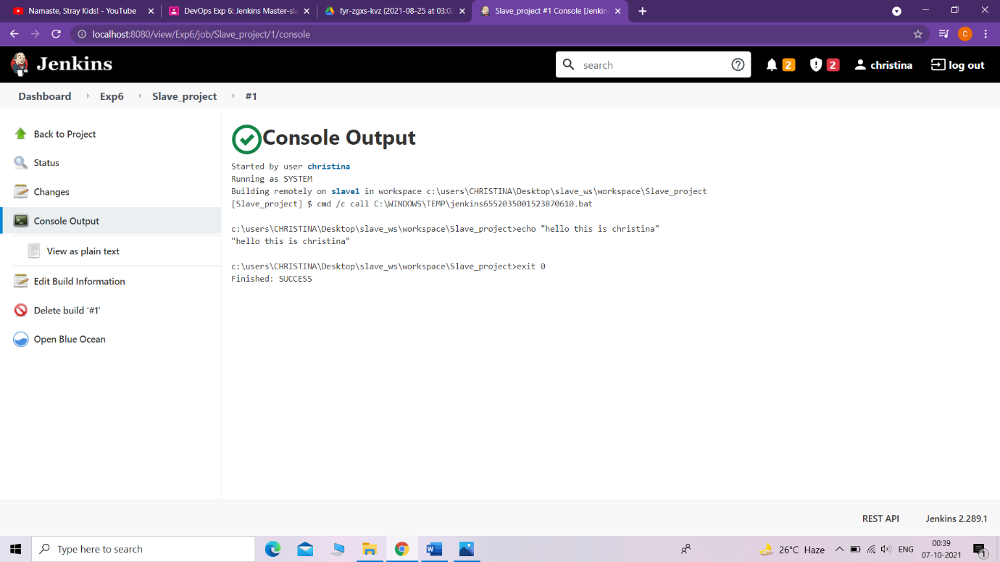 Namaste, Stray Kids! - YouTube
DevOps Exp 6: Jenkins Master-sla
fyr-zgxs-kvz (2021-08-25 at 03:02
Slave_project #1 Console [Jenkin
localhost:8080/view/Exp6/job/Slave_project/1/console
C
Jenkins
search
2
2
christina
log out
Dashboard
Exp6
Slave_project
#1
Back to Project
Status
Changes
Console Output
View as plain text
Edit Build Information
Delete build ‘#1’
Open Blue Ocean
Console Output
Started by user christina
Running as SYSTEM
Building remotely on slave1 in workspace c:\users\CHRISTINA\Desktop\slave_ws\workspace\Slave_project
[Slave_project] $ cmd /c call C:\WINDOWS\TEMP\jenkins6552035001523870610.bat
c:\users\CHRISTINA\Desktop\slave_ws\workspace\Slave_project>echo "hello this is christina"
"hello this is christina"
c:\users\CHRISTINA\Desktop\slave_ws\workspace\Slave_project>exit 0
Finished: SUCCESS
REST API
Jenkins 2.289.1
Type here to search
26°C Haze
ENG
00:39
07-10-2021
1